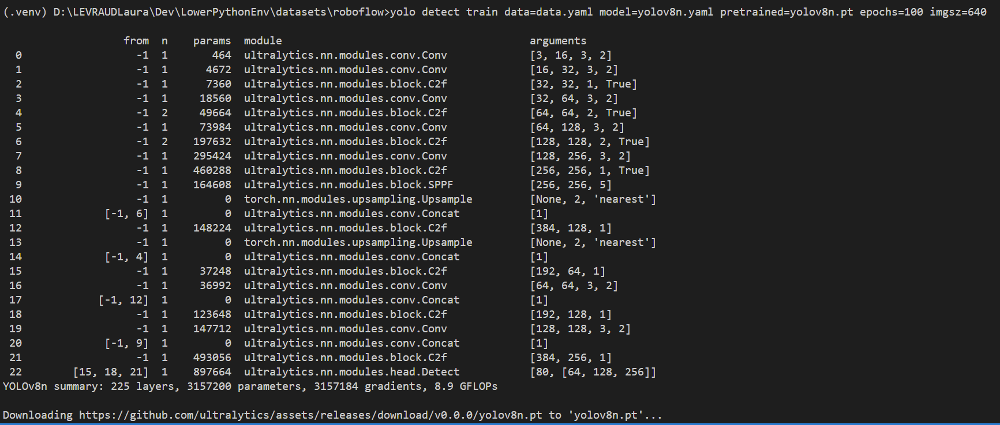 (.venv) D:\LEVRAUDLaura\Dev\LowerPythonEnv\datasets\roboflow>yolo detect train data=data.yaml model=yolov8n.yaml pretrained=yolov8n.pt epochs=100 imgsz=640
from n params module arguments
0 -1 1 464 ultralytics.nn.modules.conv.Conv [3, 16, 3, 2]
1 -1 1 4672 ultralytics.nn.modules.conv.Conv [16, 32, 3, 2]
2 -1 1 7360 ultralytics.nn.modules.block.C2f [32, 32, 1, True]
3 -1 1 18560 ultralytics.nn.modules.conv.Conv [32, 64, 3, 2]
4 -1 2 49664 ultralytics.nn.modules.block.C2f [64, 64, 2, True]
5 -1 1 73984 ultralytics.nn.modules.conv.Conv [64, 128, 3, 2]
6 -1 2 197632 ultralytics.nn.modules.block.C2f [128, 128, 2, True]
7 -1 1 295424 ultralytics.nn.modules.conv.Conv [128, 256, 3, 2]
8 -1 1 460288 ultralytics.nn.modules.block.C2f [256, 256, 1, True]
9 -1 1 164608 ultralytics.nn.modules.block.SPPF [256, 256, 5]
10 -1 1 0 torch.nn.modules.upsampling.Upsample [None, 2, 'nearest']
11 [-1, 6] 1 0 ultralytics.nn.modules.conv.Concat [1]
12 -1 1 148224 ultralytics.nn.modules.block.C2f [384, 128, 1]
13 -1 1 0 torch.nn.modules.upsampling.Upsample [None, 2, 'nearest']
14 [-1, 4] 1 0 ultralytics.nn.modules.conv.Concat [1]
15 -1 1 37248 ultralytics.nn.modules.block.C2f [192, 64, 1]
16 -1 1 36992 ultralytics.nn.modules.conv.Conv [64, 64, 3, 2]
17 [-1, 12] 1 0 ultralytics.nn.modules.conv.Concat [1]
18 -1 1 123648 ultralytics.nn.modules.block.C2f [192, 128, 1]
19 -1 1 147712 ultralytics.nn.modules.conv.Conv [128, 128, 3, 2]
20 [-1, 9] 1 0 ultralytics.nn.modules.conv.Concat [1]
21 -1 1 493056 ultralytics.nn.modules.block.C2f [384, 256, 1]
22 [15, 18, 21] 1 897664 ultralytics.nn.modules.head.Detect [80, [64, 128, 256]]
YOLOv8n summary: 225 layers, 3157200 parameters, 3157184 gradients, 8.9 GFLOPs
Downloading https://github.com/ultralytics/assets/releases/download/v0.0.0/yolov8n.pt to 'yolov8n.pt'...